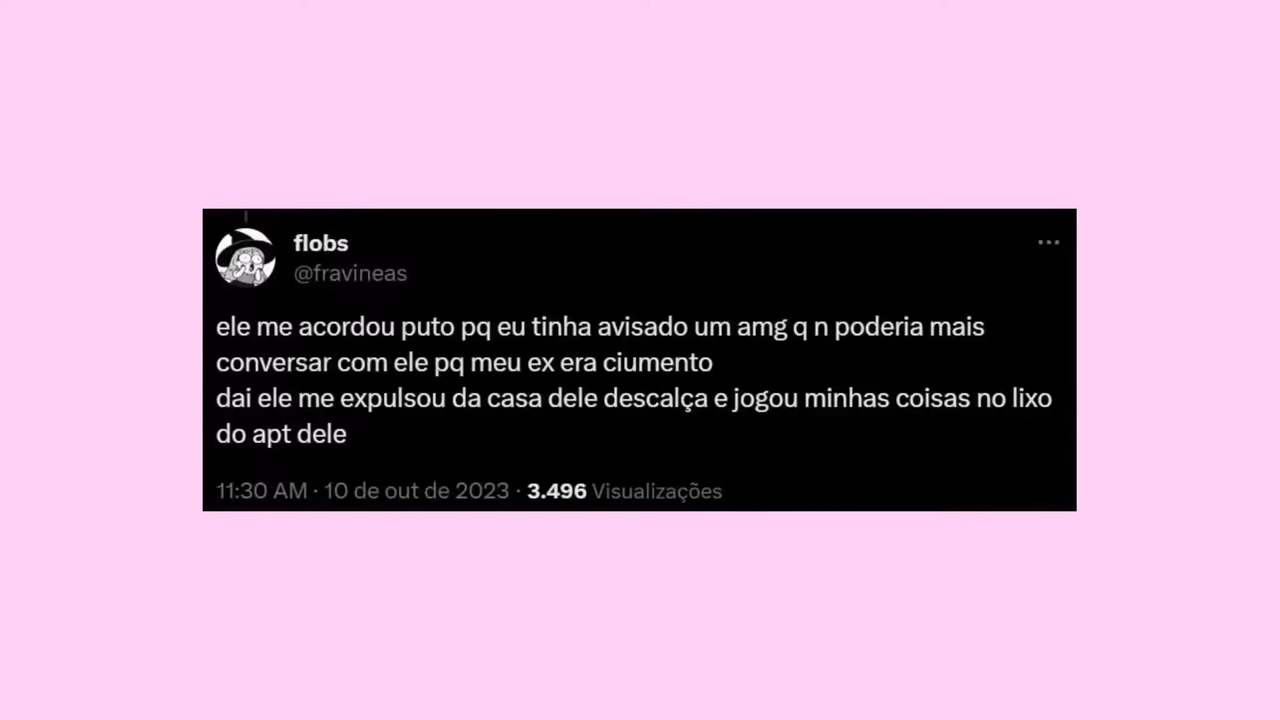 flobs
@fravineas
ele me acordou puto pq eu tinha avisado um amg q n poderia mais
conversar com ele pq meu ex era ciumento
dai ele me expulsou da casa dele descalça e jogou minhas coisas no lixo
do apt dele
11:30 AM · 10 de out de 2023 · 3.496 Visualizações